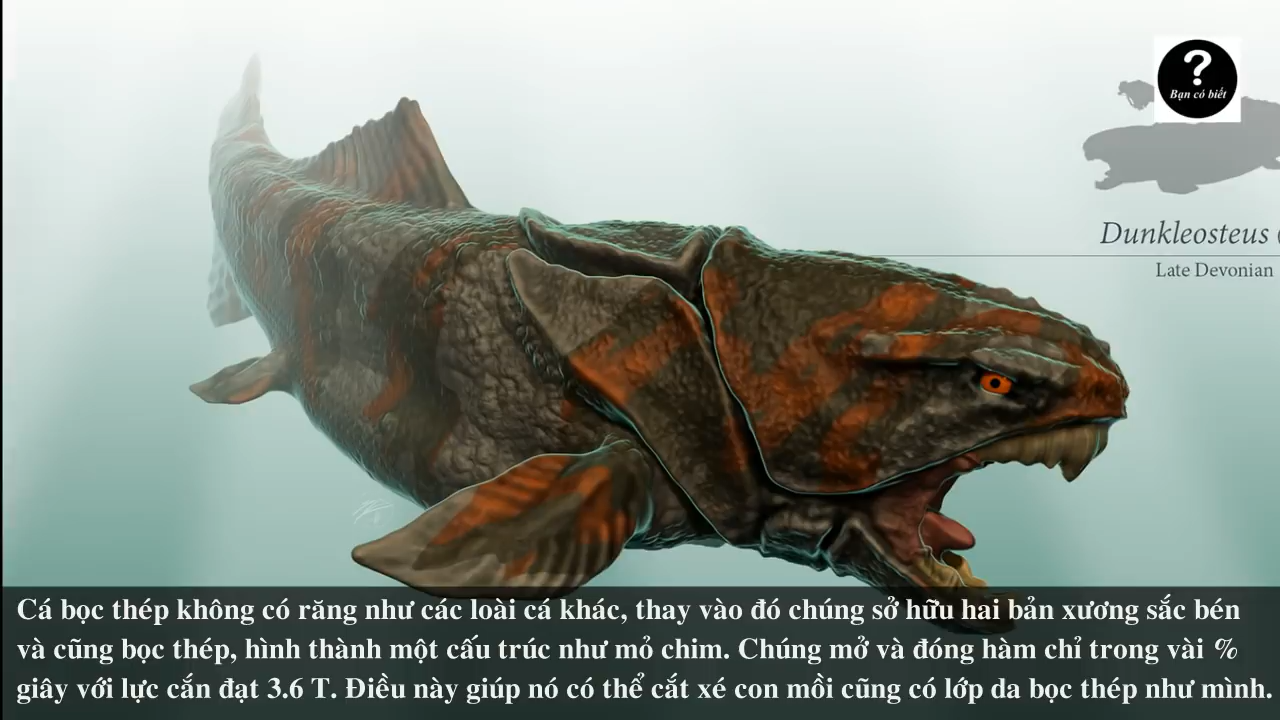 ?
Bạn có biết
Dunkleosteus
Late Devonian
Cá bọc thép không có răng như các loài cá khác, thay vào đó chúng sở hữu hai bản xương sắc bén
và cũng bọc thép, hình thành một cấu trúc như mỏ chim. Chúng mở và đóng hàm chỉ trong vài %
giây với lực cắn đạt 3.6 T. Điều này giúp nó có thể cắt xé con mồi cũng có lớp da bọc thép như mình.